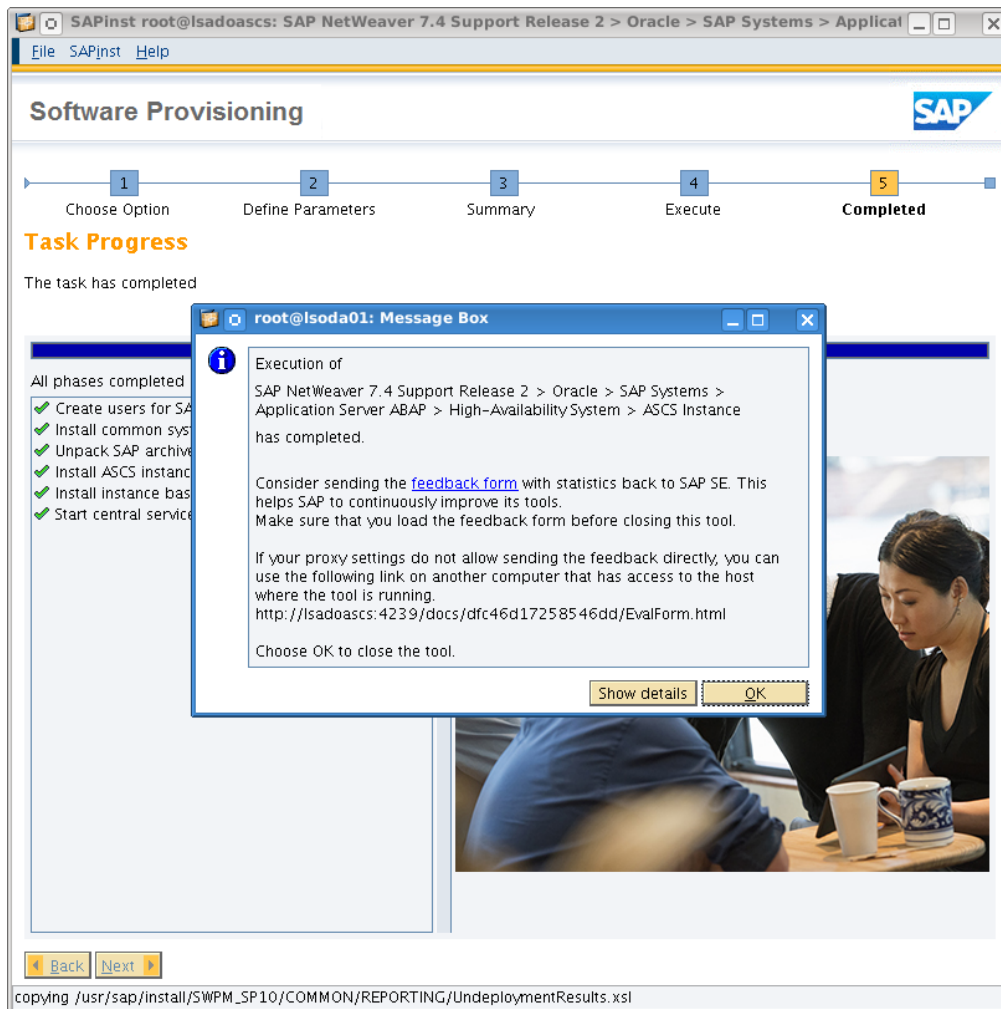 SAPinst root@lsadoascs: SAP NetWeaver 7.4 Support Release 2 > Oracle > SAP Systems > Applicat
File SAPinst Help
Software Provisioning
SAP
1 2 3 4 5
Choose Option Define Parameters Summary Execute Completed
Task Progress
The task has completed
All phases completed
Create users for SA
Install common sys
Unpack SAP archive
Install ASCS instanc
Install instance bas
Start central service
root@lsoda01: Message Box
Execution of
SAP NetWeaver 7.4 Support Release 2 > Oracle > SAP Systems >
Application Server ABAP > High-Availability System > ASCS Instance
has completed.
Consider sending the feedback form with statistics back to SAP SE. This
helps SAP to continuously improve its tools.
Make sure that you load the feedback form before closing this tool.
If your proxy settings do not allow sending the feedback directly, you can
use the following link on another computer that has access to the host
where the tool is running.
http://lsadoascs:4239/docs/dfc46d17258546dd/EvalForm.html
Choose OK to close the tool.
Show details OK
Back Next
copying /usr/sap/install/SWPM_SP10/COMMON/REPORTING/UndeploymentResults.xsl